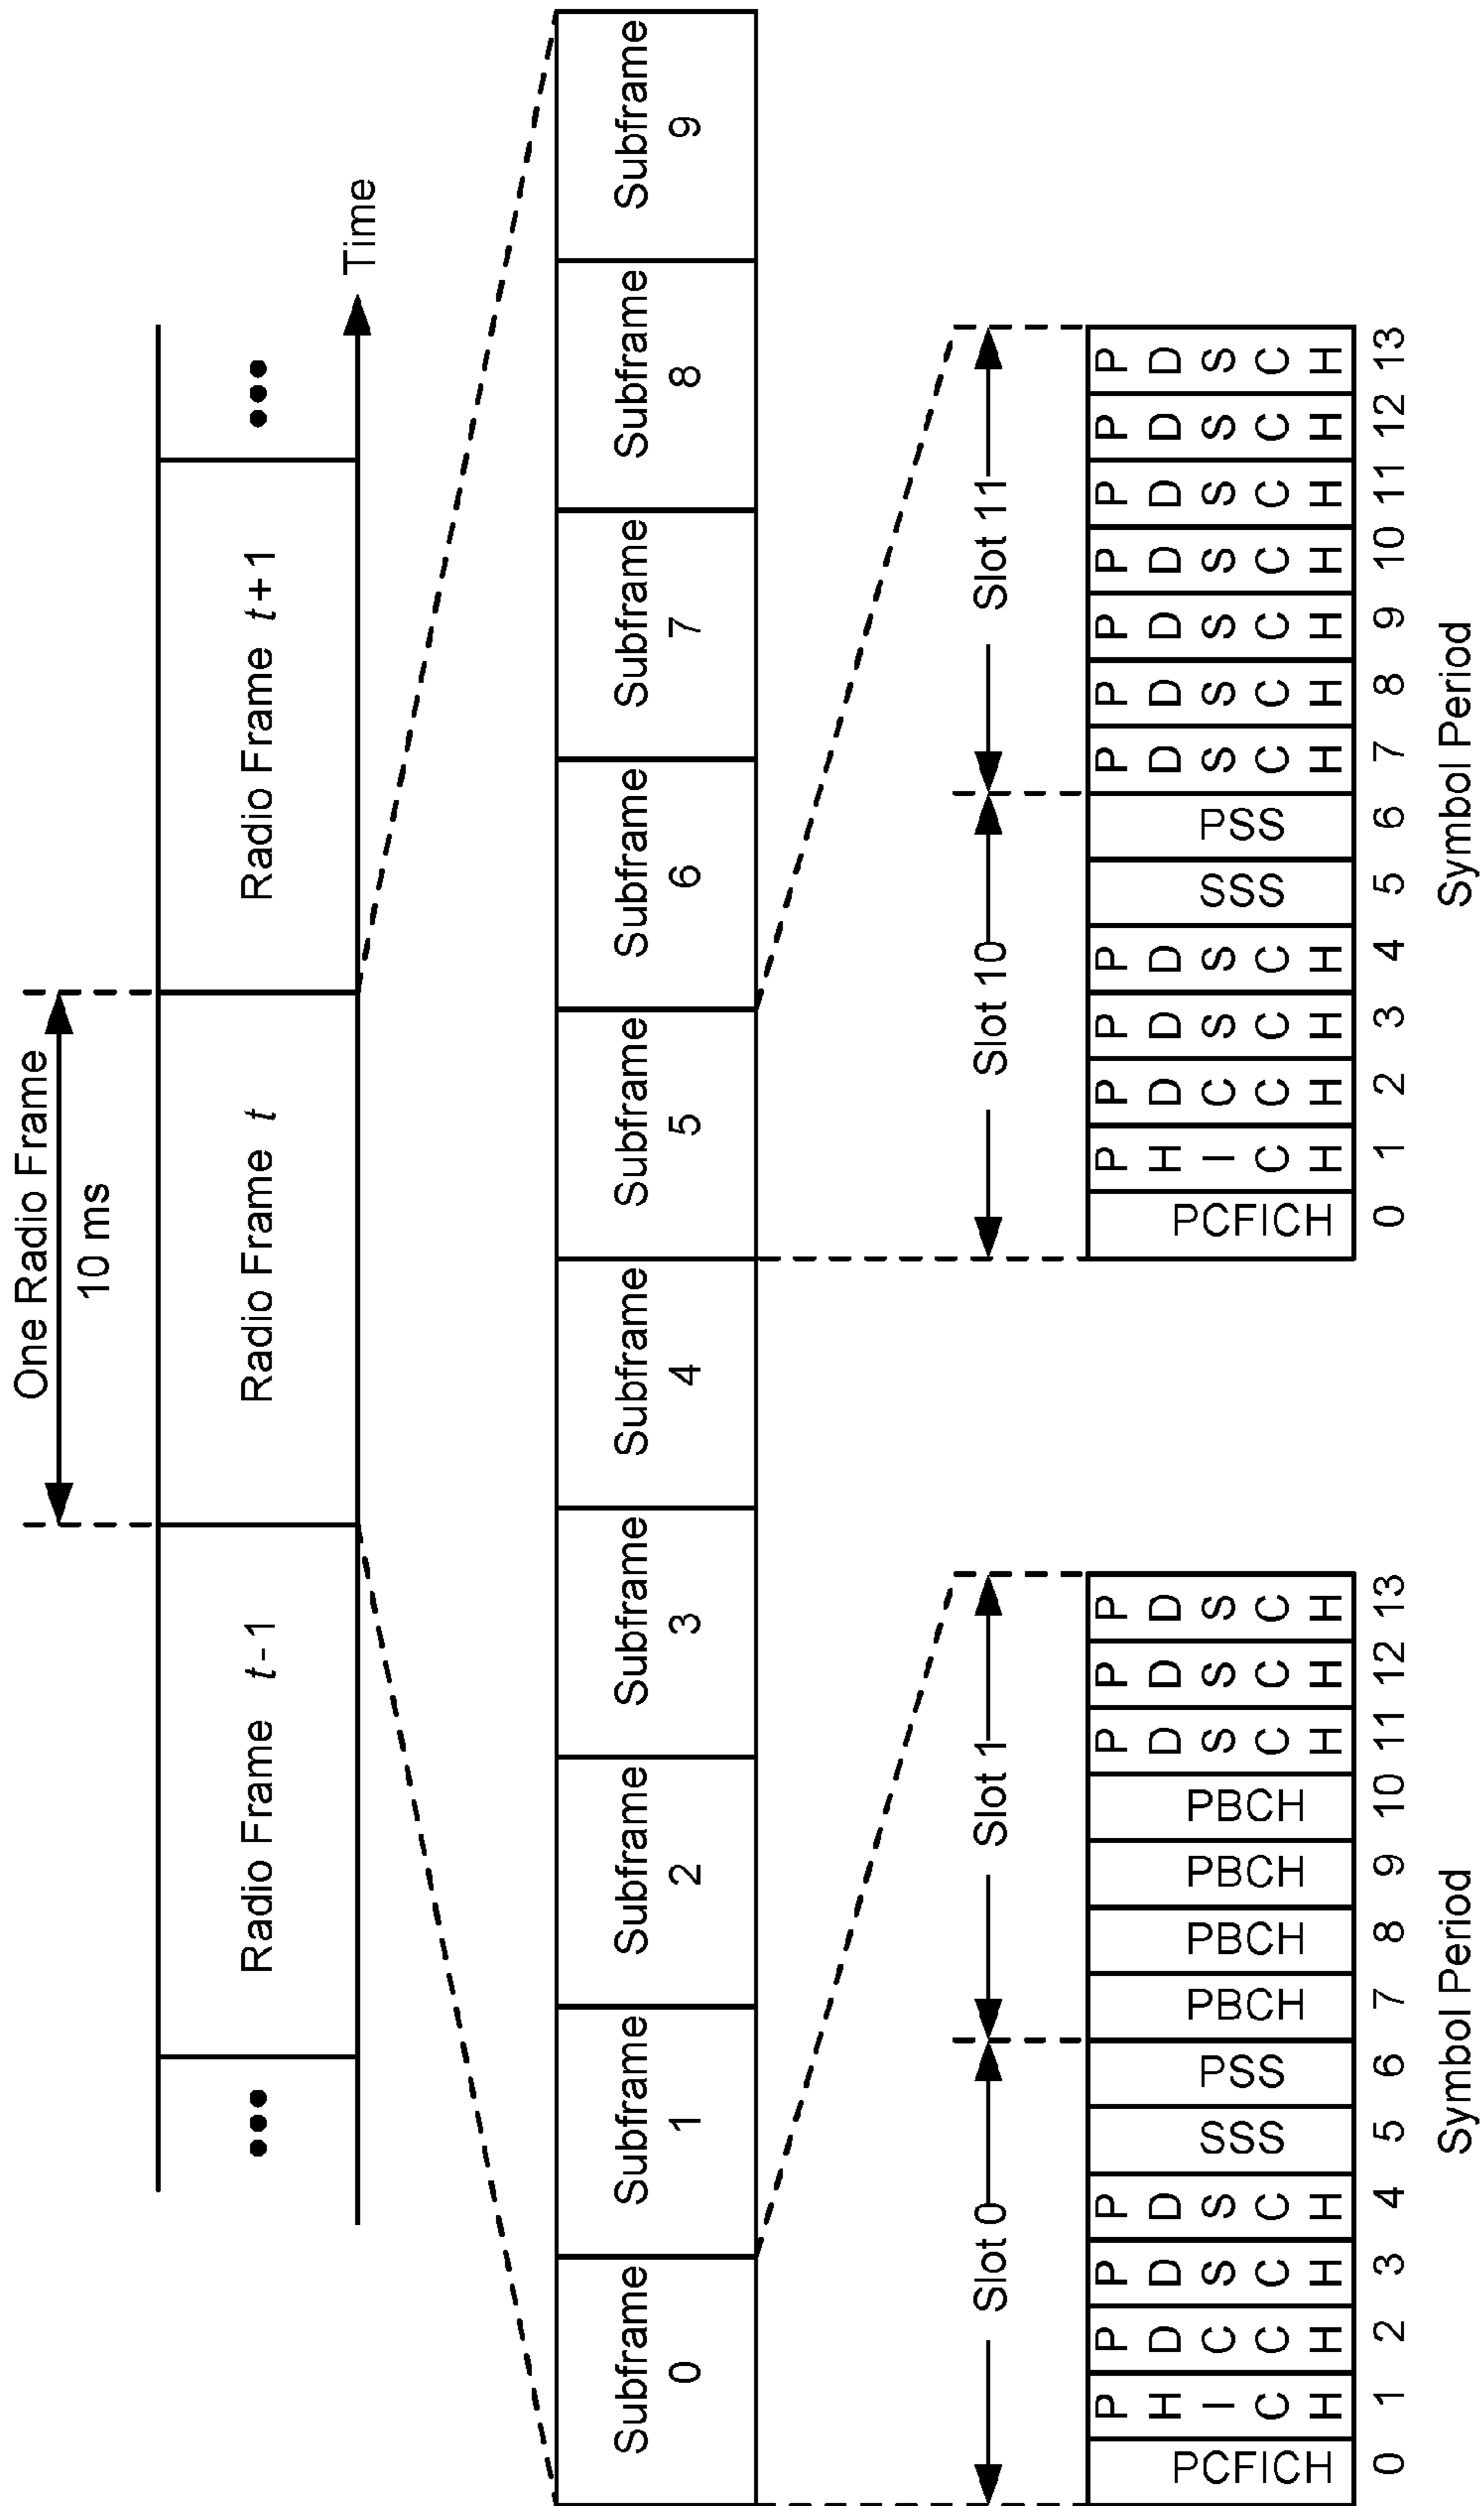 One Radio Frame
10 ms
••• Radio Frame t-1 Radio Frame t Radio Frame t+1 •••
Time
Subframe 0 Subframe 1 Subframe 2 Subframe 3 Subframe 4 Subframe 5 Subframe 6 Subframe 7 Subframe 8 Subframe 9
Slot 0 Slot 1
PCFICH PHICH PDCCH PDSCH PDSCH SSS PSS PBCH PBCH PBCH PBCH PDSCH PDSCH PDSCH
0 1 2 3 4 5 6 7 8 9 10 11 12 13
Symbol Period
Slot 10 Slot 11
PCFICH PHICH PDCCH PDSCH PDSCH SSS PSS PDSCH PDSCH PDSCH PDSCH PDSCH PDSCH PDSCH
0 1 2 3 4 5 6 7 8 9 10 11 12 13
Symbol Period